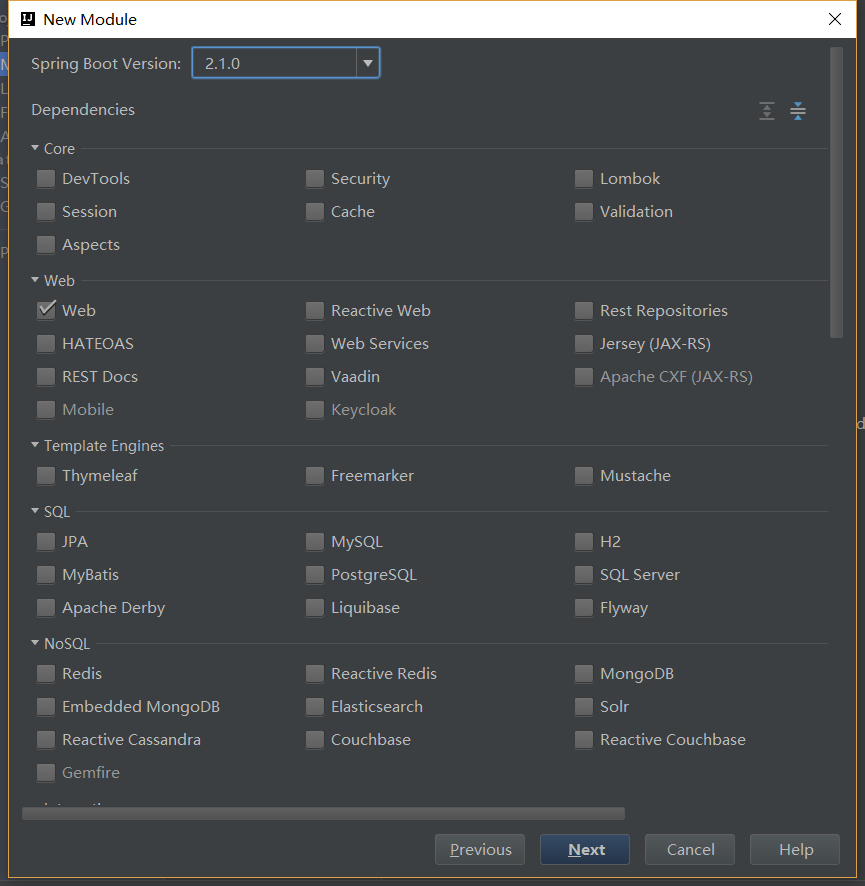 New Module
Spring Boot Version: 2.1.0
Dependencies
Core
DevTools Security Lombok
Session Cache Validation
Aspects
Web
Web Reactive Web Rest Repositories
HATEOAS Web Services Jersey (JAX-RS)
REST Docs Vaadin Apache CXF (JAX-RS)
Mobile Keycloak
Template Engines
Thymeleaf Freemarker Mustache
SQL
JPA MySQL H2
MyBatis PostgreSQL SQL Server
Apache Derby Liquibase Flyway
NoSQL
Redis Reactive Redis MongoDB
Embedded MongoDB Elasticsearch Solr
Reactive Cassandra Couchbase Reactive Couchbase
Gemfire
Previous Next Cancel Help